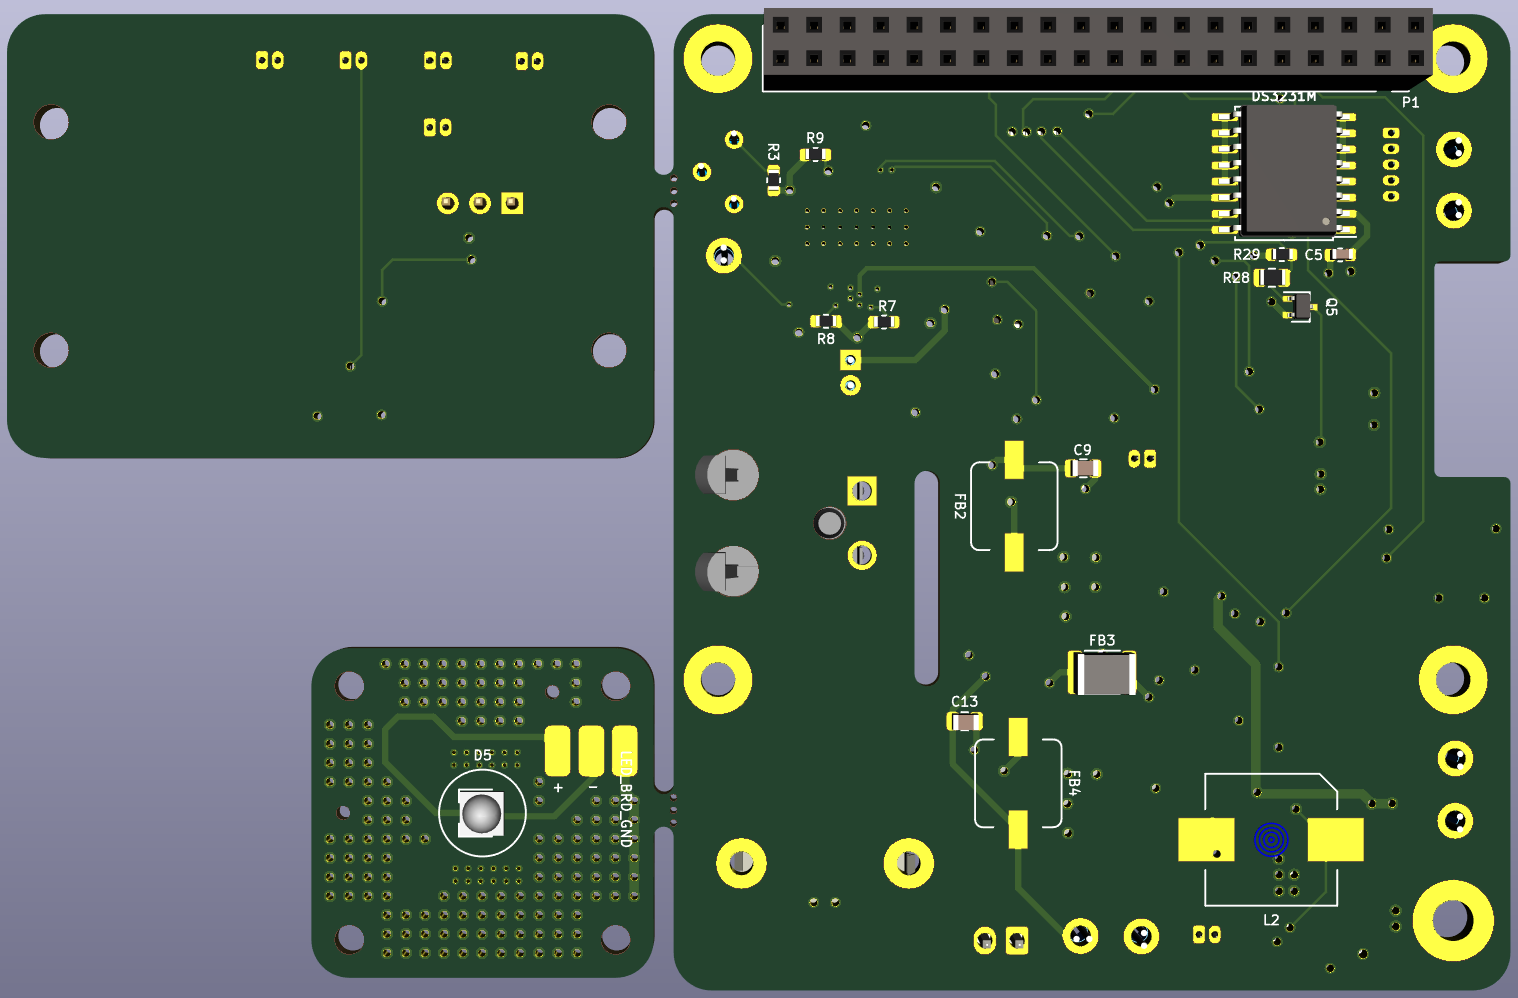 DS3231M
P1
R9
R3
R29
C5
R28
Q5
R7
R8
C9
FB2
FB3
C13
D5
LED_BRD_GND
+
−
FB4
L2